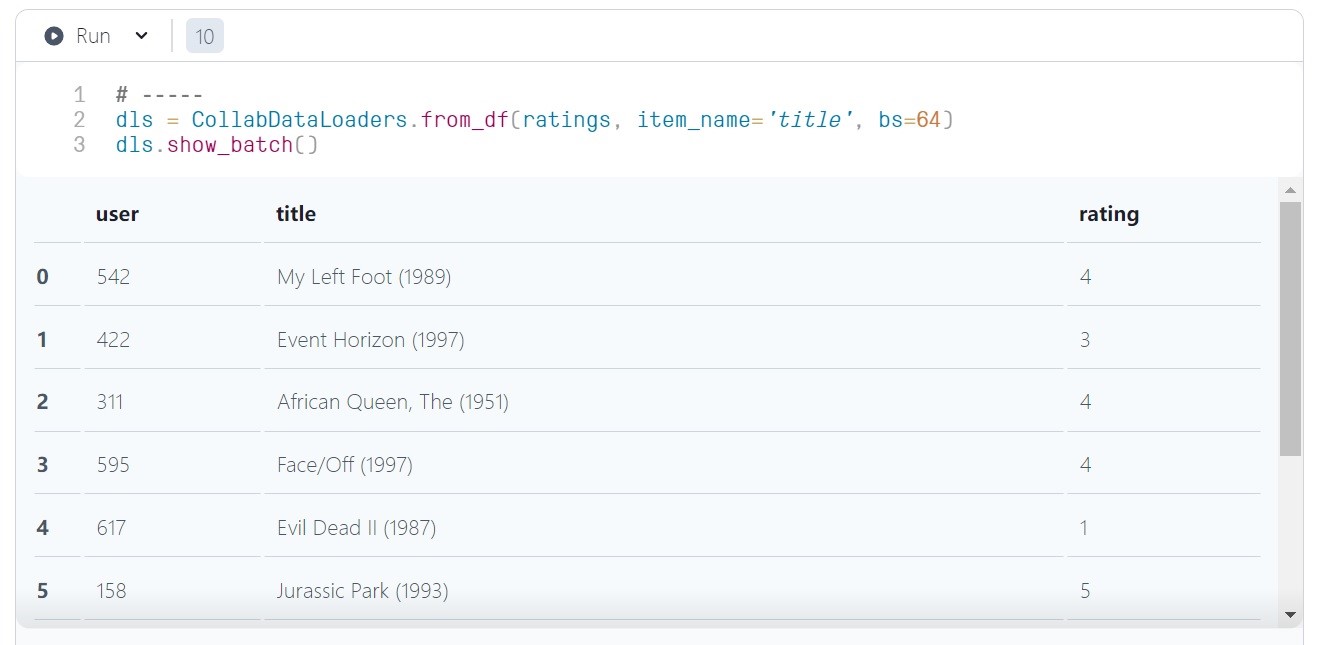 Run 10
1 # -----
2 dls = CollabDataLoaders.from_df(ratings, item_name='title', bs=64)
3 dls.show_batch()
user title rating
0 542 My Left Foot (1989) 4
1 422 Event Horizon (1997) 3
2 311 African Queen, The (1951) 4
3 595 Face/Off (1997) 4
4 617 Evil Dead II (1987) 1
5 158 Jurassic Park (1993) 5